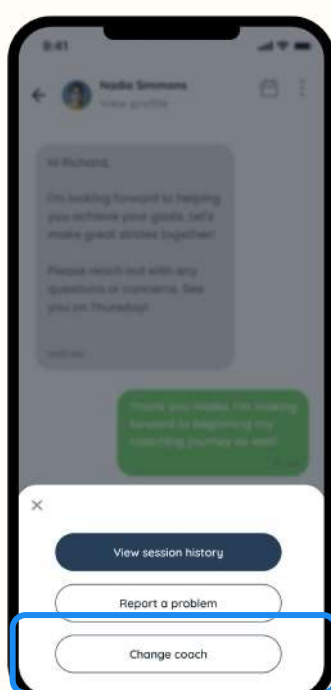 9:41
Nadia Simmons
View profile
Hi Richard,
I'm looking forward to helping
you achieve your goals. Let's
make great strides together!
Please reach out with any
questions or concerns. See
you on Thursday!
Thank you Nadia, I'm looking
forward to beginning my
coaching journey as well!
View session history
Report a problem
Change coach